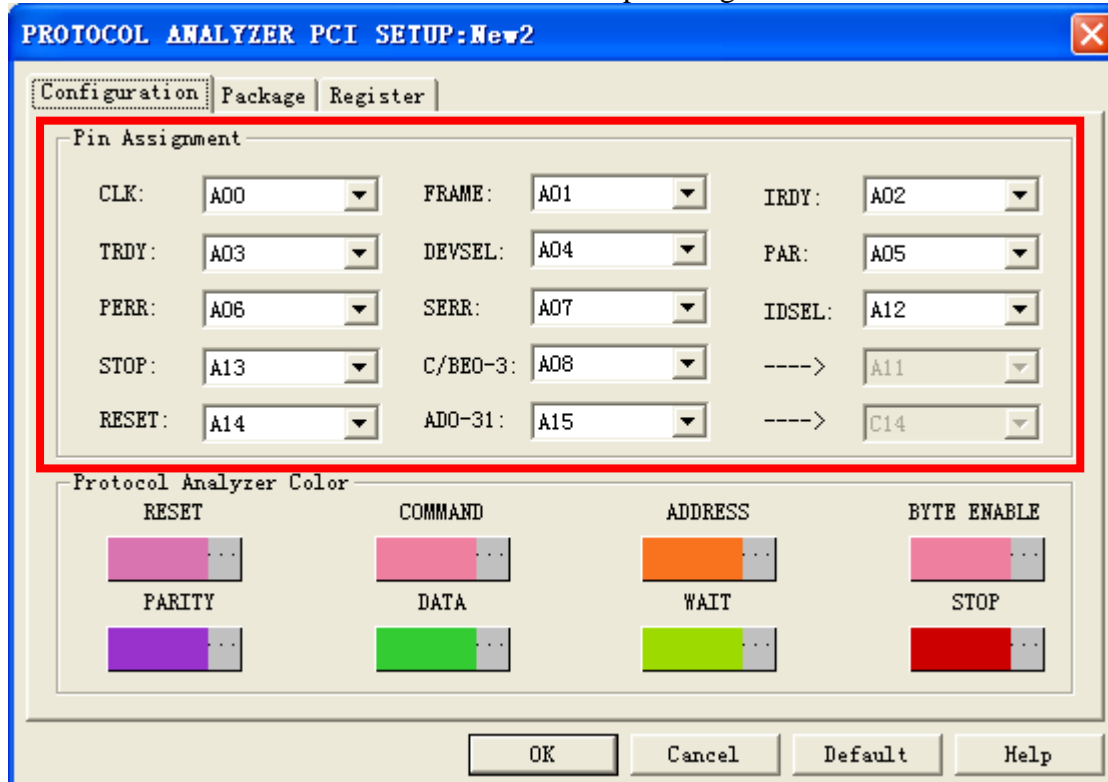 PROTOCOL ANALYZER PCI SETUP:New2
Configuration Package Register
Pin Assignment
CLK: A00 FRAME: A01 IRDY: A02
TRDY: A03 DEVSEL: A04 PAR: A05
PERR: A06 SERR: A07 IDSEL: A12
STOP: A13 C/BE0-3: A08 ----> A11
RESET: A14 AD0-31: A15 ----> C14
Protocol Analyzer Color
RESET COMMAND ADDRESS BYTE ENABLE
... ... ... ...
PARITY DATA WAIT STOP
... ... ... ...
OK Cancel Default Help